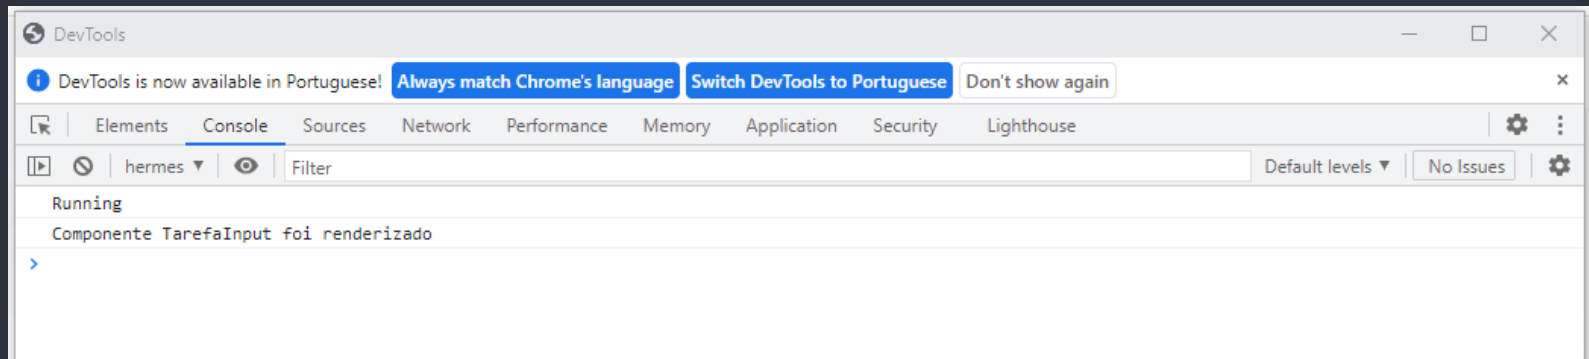 DevTools
DevTools is now available in Portuguese! Always match Chrome's language Switch DevTools to Portuguese Don't show again
Elements Console Sources Network Performance Memory Application Security Lighthouse
hermes Filter Default levels No Issues
Running
Componente TarefaInput foi renderizado